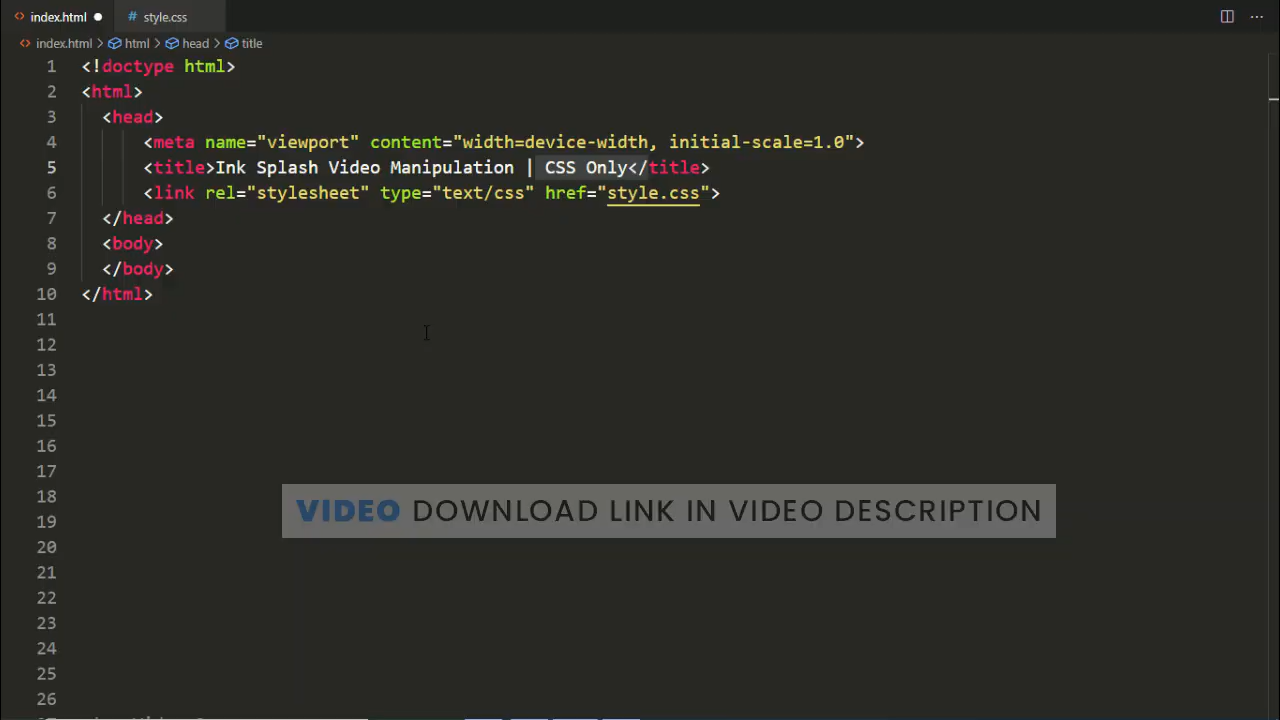 index.html style.css
index.html > html > head > title
1 <!doctype html>
2 <html>
3 <head>
4 <meta name="viewport" content="width=device-width, initial-scale=1.0">
5 <title>Ink Splash Video Manipulation | CSS Only</title>
6 <link rel="stylesheet" type="text/css" href="style.css">
7 </head>
8 <body>
9 </body>
10 </html>
11
12
13
14
15
16
17
18
VIDEO DOWNLOAD LINK IN VIDEO DESCRIPTION
19
20
21
22
23
24
25
26